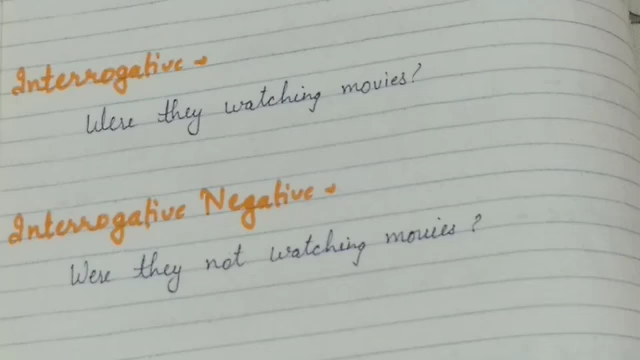 Interrogative →
Were they watching movies?
Interrogative Negative →
Were they not watching movies?